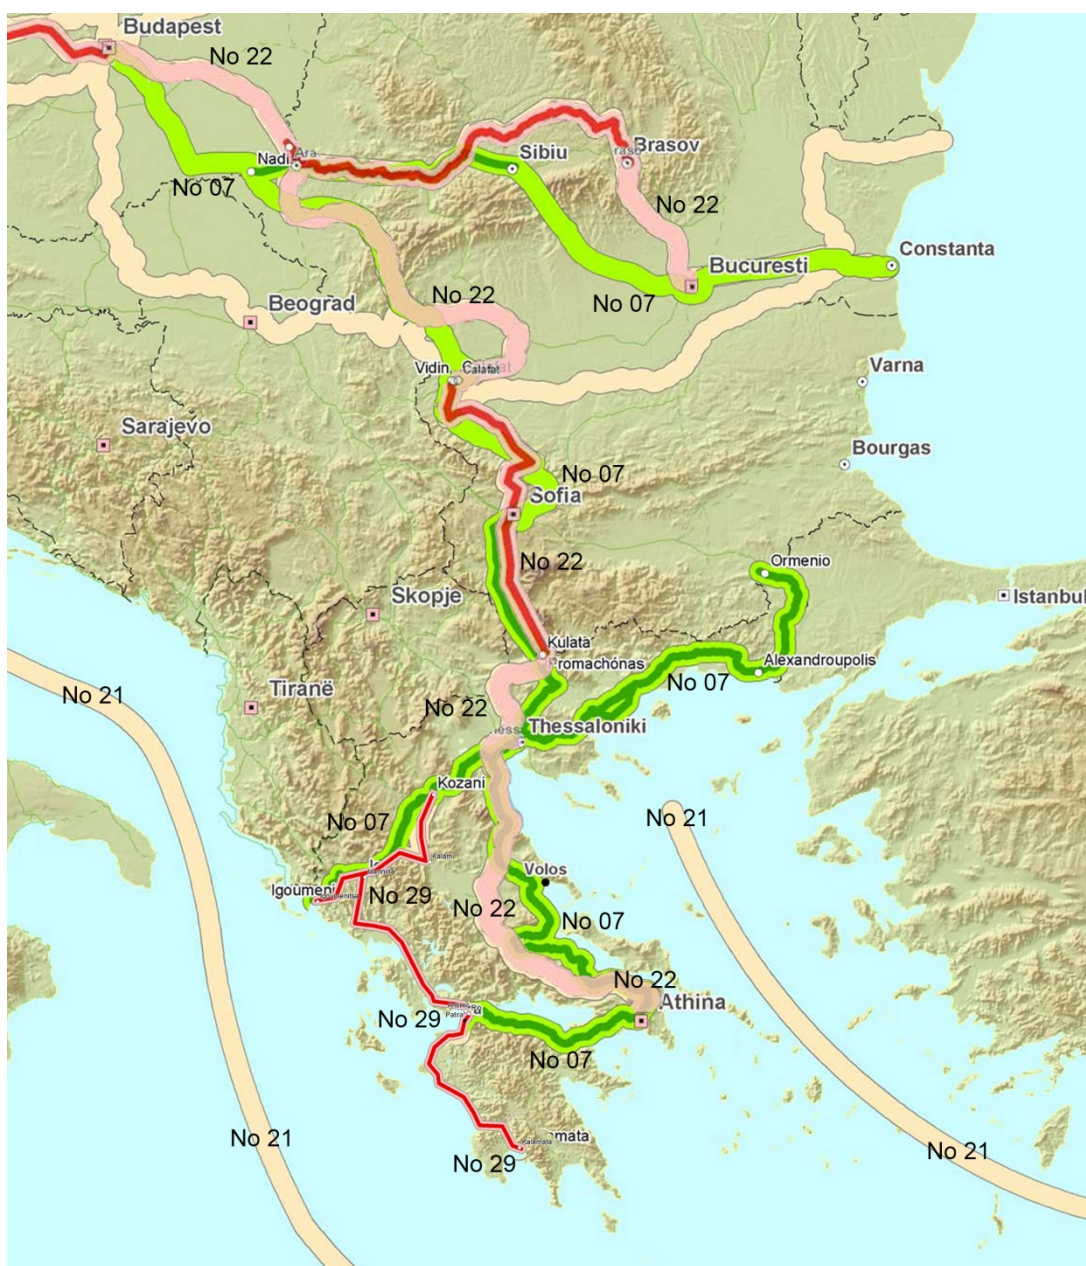 Budapest
No 22
Nadl
Ara
Sibiu
Brasov
No 07
No 22
Constanta
Bucuresti
No 22
No 07
Beograd
Vidin
Calafat
Varna
Sarajevo
Bourgas
No 07
Sofia
No 22
Ormenio
Skopje
Istanbul
Kulata
Promachónas
Alexandroupolis
No 21
Tiranë
No 07
No 22
Thessaloniki
Kozani
No 21
No 07
Kalami
Volos
Igoumeni
No 29
No 22
No 07
No 22
Athina
Patra
No 29
No 07
No 21
Kalamata
mata
No 21
No 29